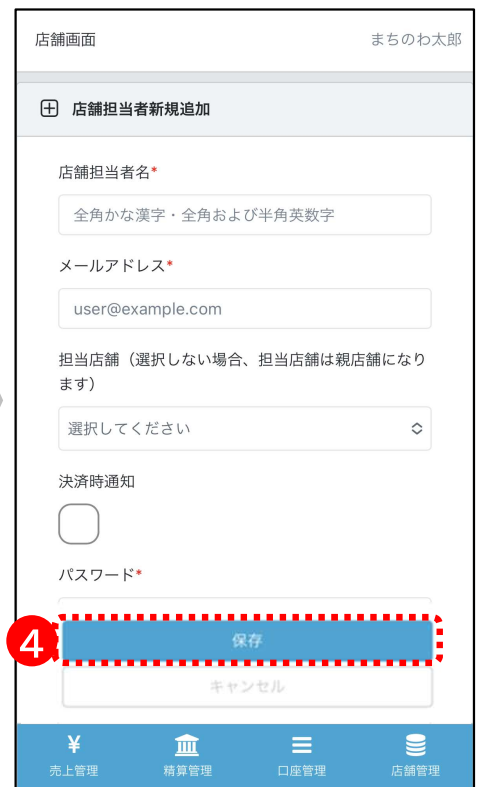 店舗画面 まちのわ太郎
店舗担当者新規追加
店舗担当者名*
全角かな漢字・全角および半角英数字
メールアドレス*
user@example.com
担当店舗（選択しない場合、担当店舗は親店舗になり
ます）
選択してください
決済時通知
パスワード*
4 保存
キャンセル
¥
売上管理 精算管理 口座管理 店舗管理